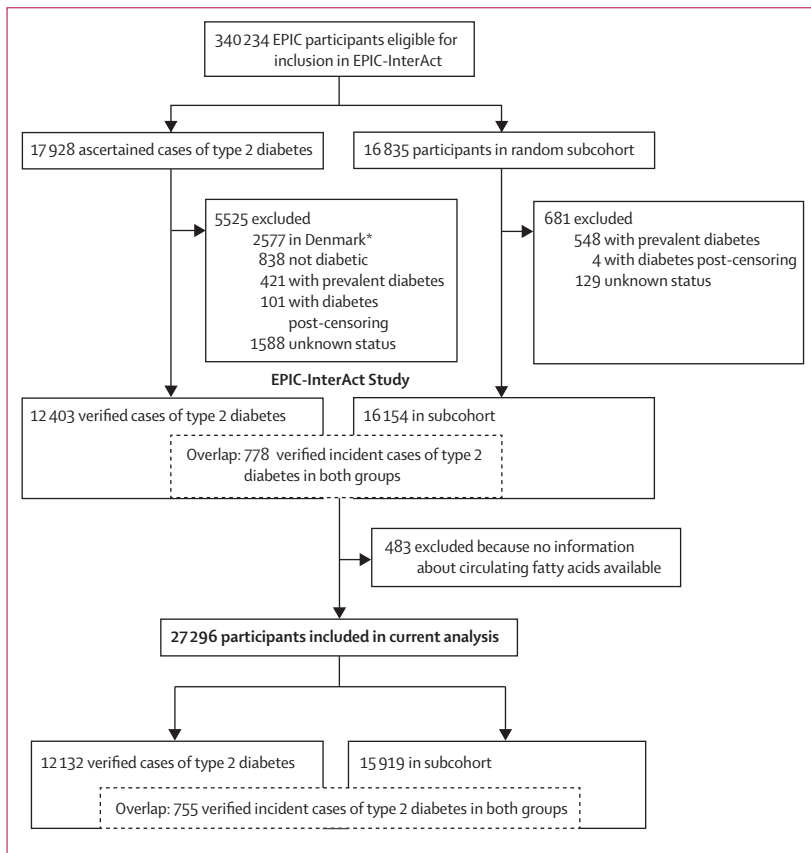 340 234 EPIC participants eligible for
inclusion in EPIC-InterAct
17 928 ascertained cases of type 2 diabetes
16 835 participants in random subcohort
5525 excluded
2577 in Denmark*
838 not diabetic
421 with prevalent diabetes
101 with diabetes
post-censoring
1588 unknown status
681 excluded
548 with prevalent diabetes
4 with diabetes post-censoring
129 unknown status
EPIC-InterAct Study
12 403 verified cases of type 2 diabetes
16 154 in subcohort
Overlap: 778 verified incident cases of type 2
diabetes in both groups
483 excluded because no information
about circulating fatty acids available
27 296 participants included in current analysis
12 132 verified cases of type 2 diabetes
15 919 in subcohort
Overlap: 755 verified incident cases of type 2 diabetes in both groups